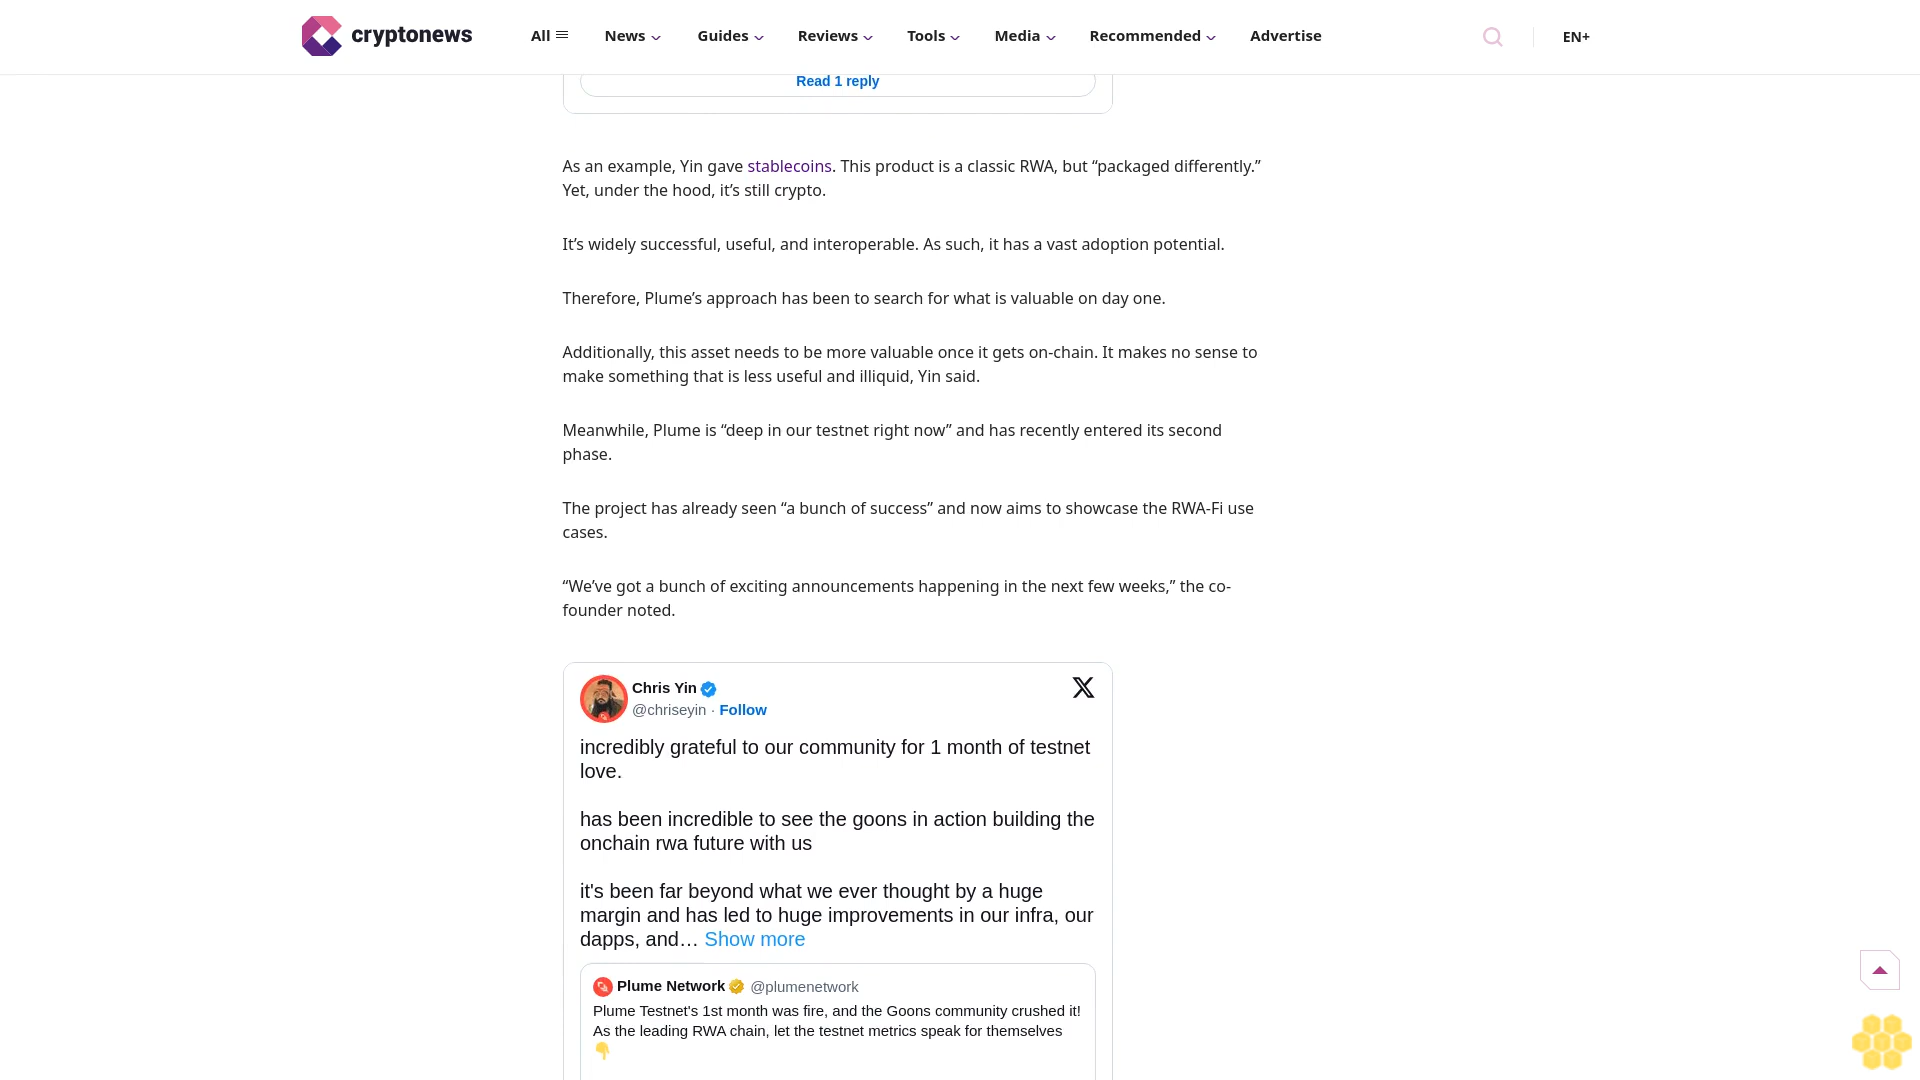 cryptonews
All
News
Guides
Reviews
Tools
Media
Recommended
Advertise
EN+
Read 1 reply
As an example, Yin gave stablecoins. This product is a classic RWA, but “packaged differently.”
Yet, under the hood, it’s still crypto.
It’s widely successful, useful, and interoperable. As such, it has a vast adoption potential.
Therefore, Plume’s approach has been to search for what is valuable on day one.
Additionally, this asset needs to be more valuable once it gets on-chain. It makes no sense to
make something that is less useful and illiquid, Yin said.
Meanwhile, Plume is “deep in our testnet right now” and has recently entered its second
phase.
The project has already seen “a bunch of success” and now aims to showcase the RWA-Fi use
cases.
“We’ve got a bunch of exciting announcements happening in the next few weeks,” the co-
founder noted.
Chris Yin
@chriseyin · Follow
incredibly grateful to our community for 1 month of testnet
love.
has been incredible to see the goons in action building the
onchain rwa future with us
it's been far beyond what we ever thought by a huge
margin and has led to huge improvements in our infra, our
dapps, and… Show more
Plume Network @plumenetwork
Plume Testnet's 1st month was fire, and the Goons community crushed it!
As the leading RWA chain, let the testnet metrics speak for themselves
👇